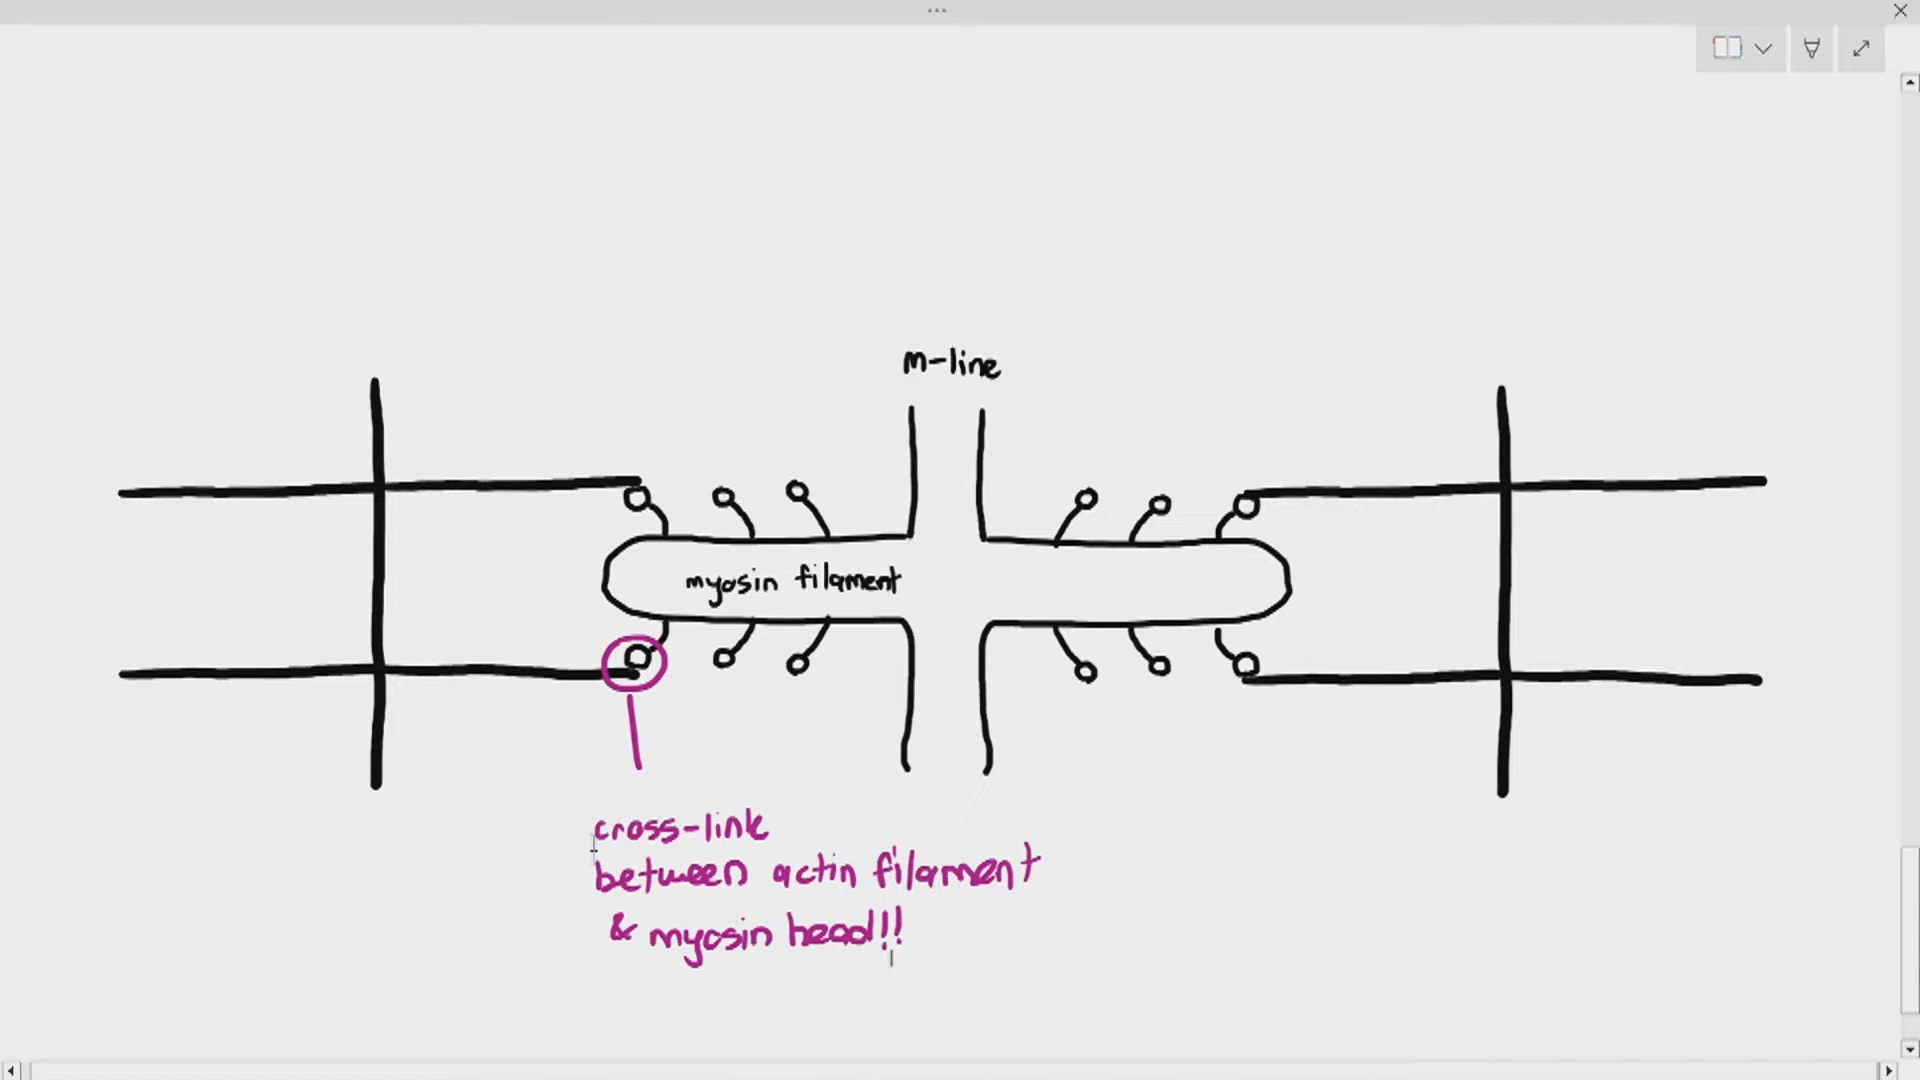 m-line
myosin filament
cross-link
between actin filament
& myosin head!!